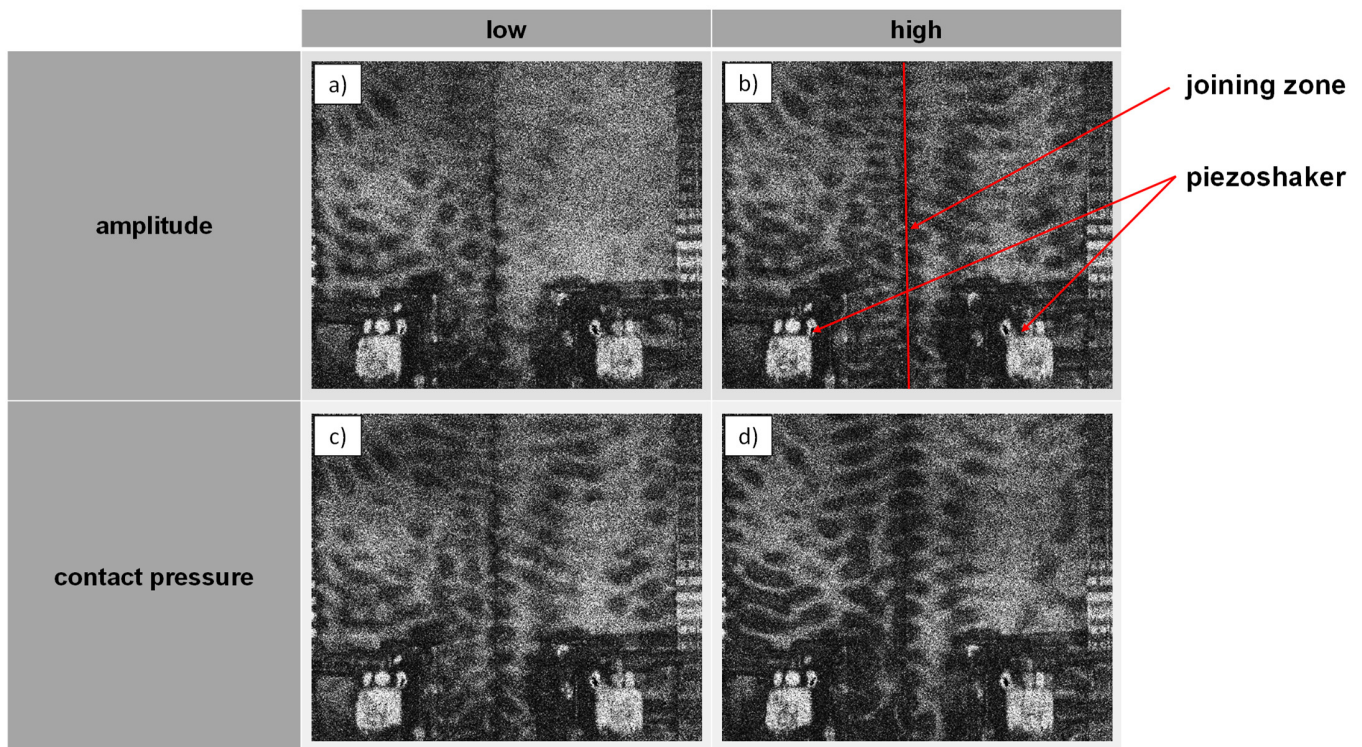 low
high
a)
b)
joining zone
piezoshaker
amplitude
c)
d)
contact pressure